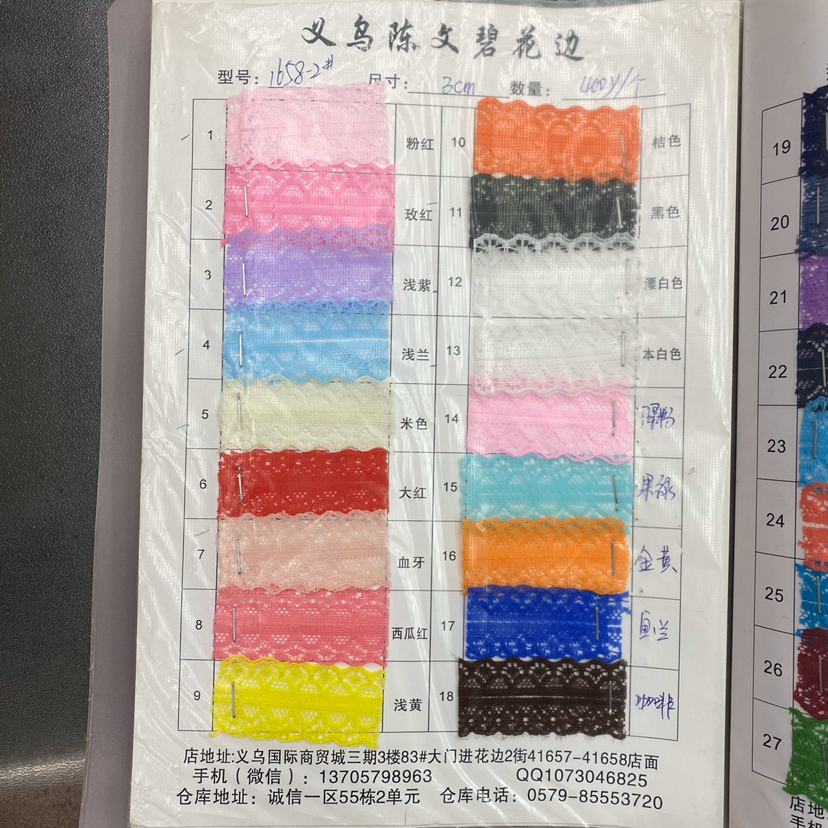 义乌陈文碧花边
型号: 1658-2# 尺寸: 3cm 数量: 400y/个
1 粉红 10 桔色
2 玫红 11 黑色
3 浅紫 12 漂白色
4 浅兰 13 本白色
5 米色 14
6 大红 15 果绿
7 血牙 16 金黄
8 西瓜红 17 鱼兰
9 浅黄 18 咖啡
店地址:义乌国际商贸城三期3楼83#大门进花边2街41657-41658店面
手机(微信): 13705798963 QQ1073046825
仓库地址: 诚信一区55栋2单元 仓库电话: 0579-85553720
19
20
21
22
23
24
25
26
27
店地
手机